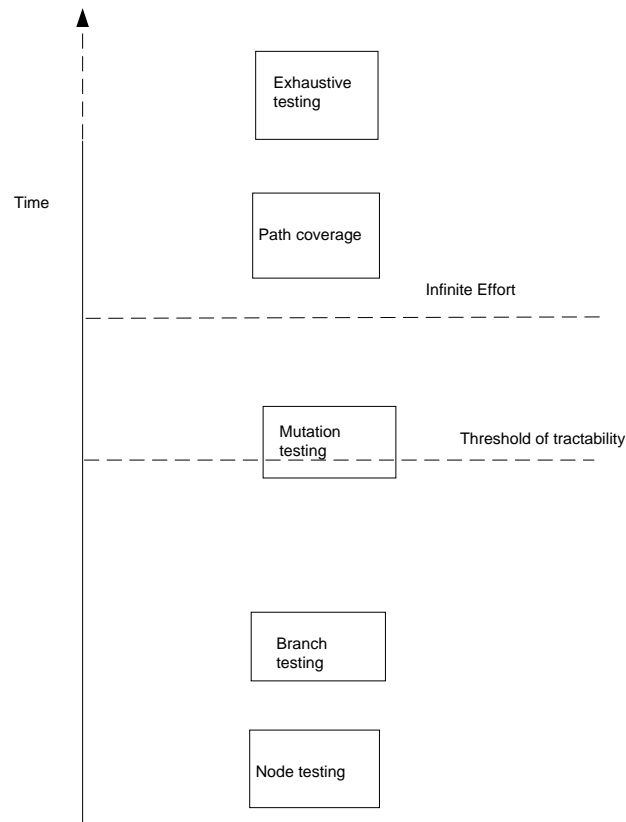 Exhaustive
testing
Time
Path coverage
Infinite Effort
Mutation
testing
Threshold of tractability
Branch
testing
Node testing